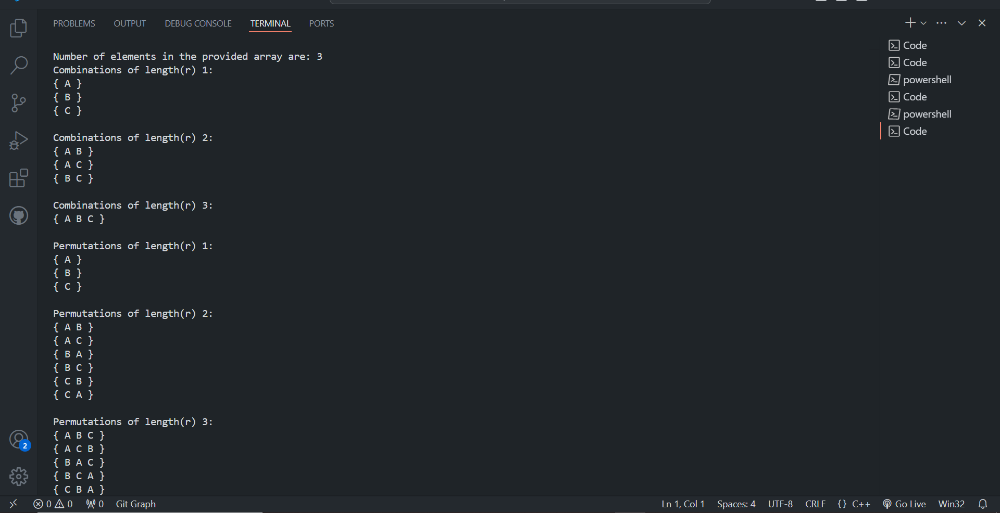 PROBLEMS OUTPUT DEBUG CONSOLE TERMINAL PORTS
Number of elements in the provided array are: 3
Combinations of length(r) 1:
{ A }
{ B }
{ C }
Combinations of length(r) 2:
{ A B }
{ A C }
{ B C }
Combinations of length(r) 3:
{ A B C }
Permutations of length(r) 1:
{ A }
{ B }
{ C }
Permutations of length(r) 2:
{ A B }
{ A C }
{ B A }
{ B C }
{ C B }
{ C A }
Permutations of length(r) 3:
{ A B C }
{ A C B }
{ B A C }
{ B C A }
{ C B A }
Code
Code
powershell
Code
powershell
Code
2
0 0 0 Git Graph Ln 1, Col 1 Spaces: 4 UTF-8 CRLF {} C++ Go Live Win32